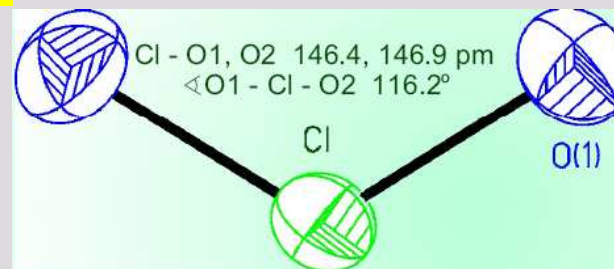 Cl - O1, O2 146.4, 146.9 pm
∢O1 - Cl - O2 116.2º
Cl
O(1)